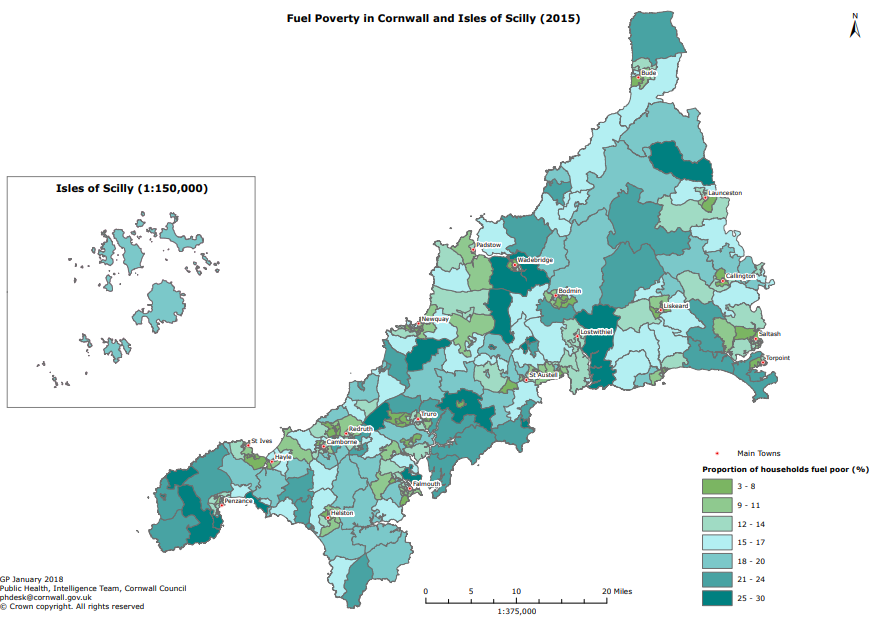 Fuel Poverty in Cornwall and Isles of Scilly (2015)
N
Bude
Isles of Scilly (1:150,000)
Launceston
Padstow
Wadebridge
Callington
Bodmin
Liskeard
Newquay
Lostwithiel
Saltash
Torpoint
St Austell
Truro
Redruth
St Ives
Camborne
Hayle
Falmouth
Penzance
Helston
Main Towns
Proportion of households fuel poor (%)
3 - 8
9 - 11
12 - 14
15 - 17
18 - 20
21 - 24
25 - 30
GP January 2018
Public Health, Intelligence Team, Cornwall Council
phdesk@cornwall.gov.uk
© Crown copyright. All rights reserved
0 5 10 20 Miles
1:375,000